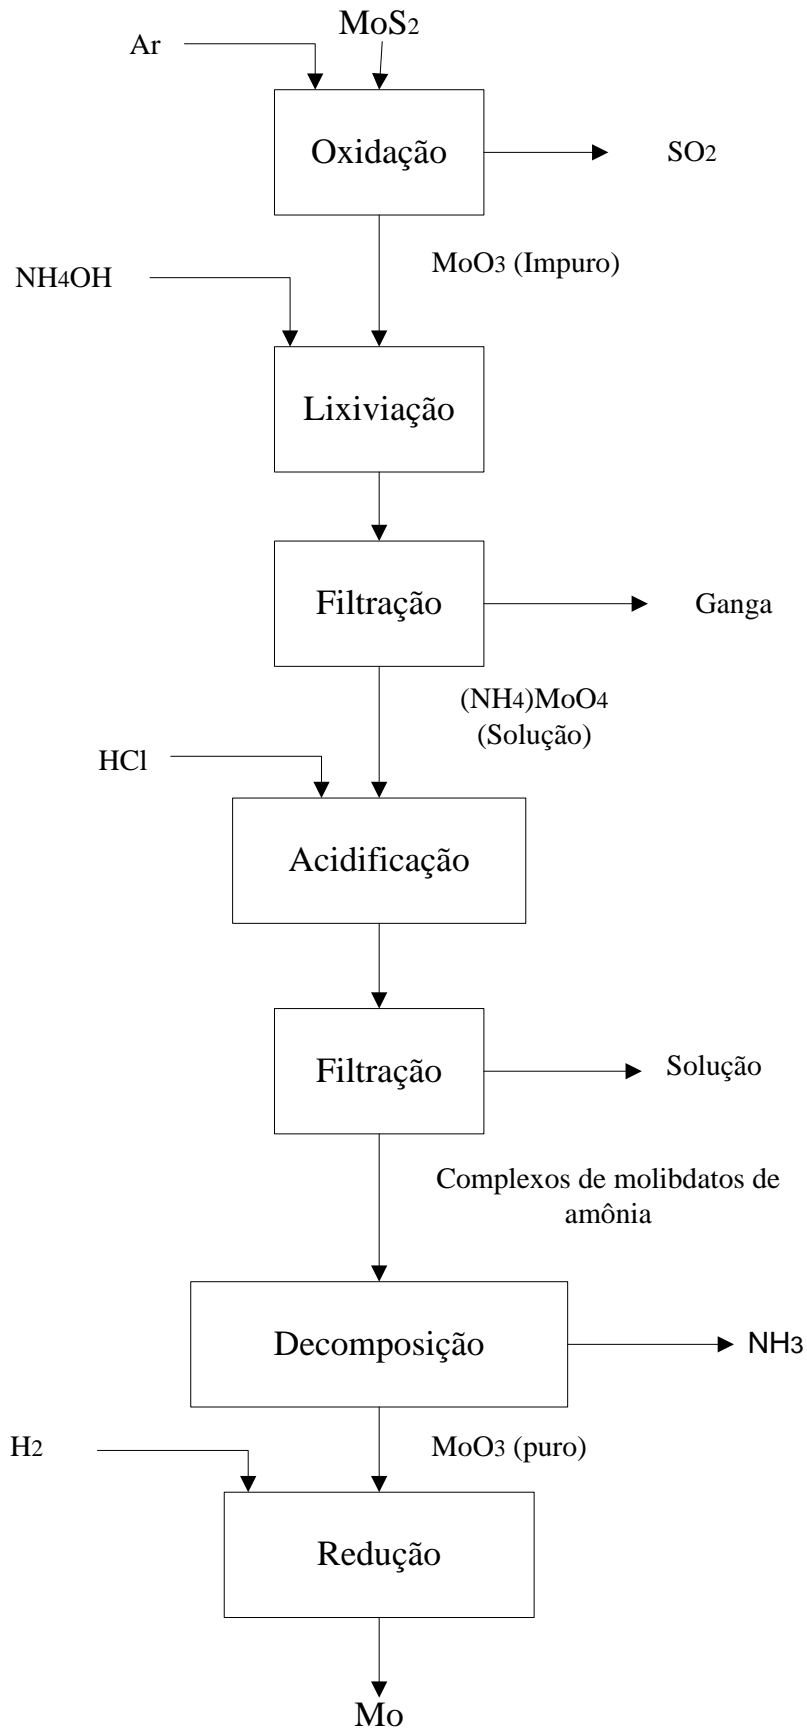 MoS2
Ar
Oxidação
SO2
MoO3 (Impuro)
NH4OH
Lixiviação
Filtração
Ganga
(NH4)MoO4
(Solução)
HCl
Acidificação
Filtração
Solução
Complexos de molibdatos de
amônia
Decomposição
NH3
H2
MoO3 (puro)
Redução
Mo